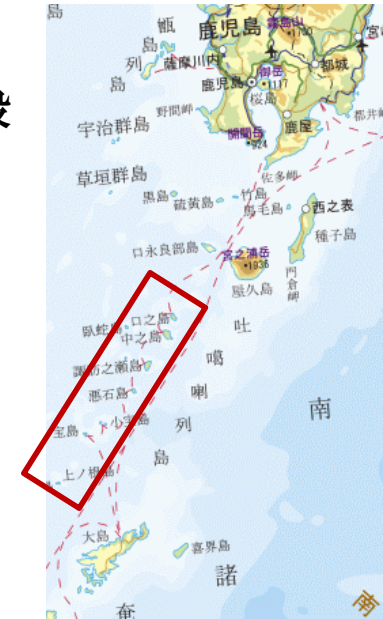 島
鹿児島
霧島山
1700
甑
島
列
島
薩摩川内
鹿児島
御岳
1117
桜島
都城
宮
野間岬
鹿屋
開聞岳
924
都井岬
宇治群島
草垣群島
佐多岬
黒島
硫黄島
竹島
馬毛島
西之表
種子島
口永良部島
宮之浦岳
1936
屋久島
門倉岬
臥蛇島
口之島
中之島
諏訪之瀬島
悪石島
小宝島
宝島
上ノ根島
吐
噶
喇
列
島
南
大島
喜界島
諸
奄
南